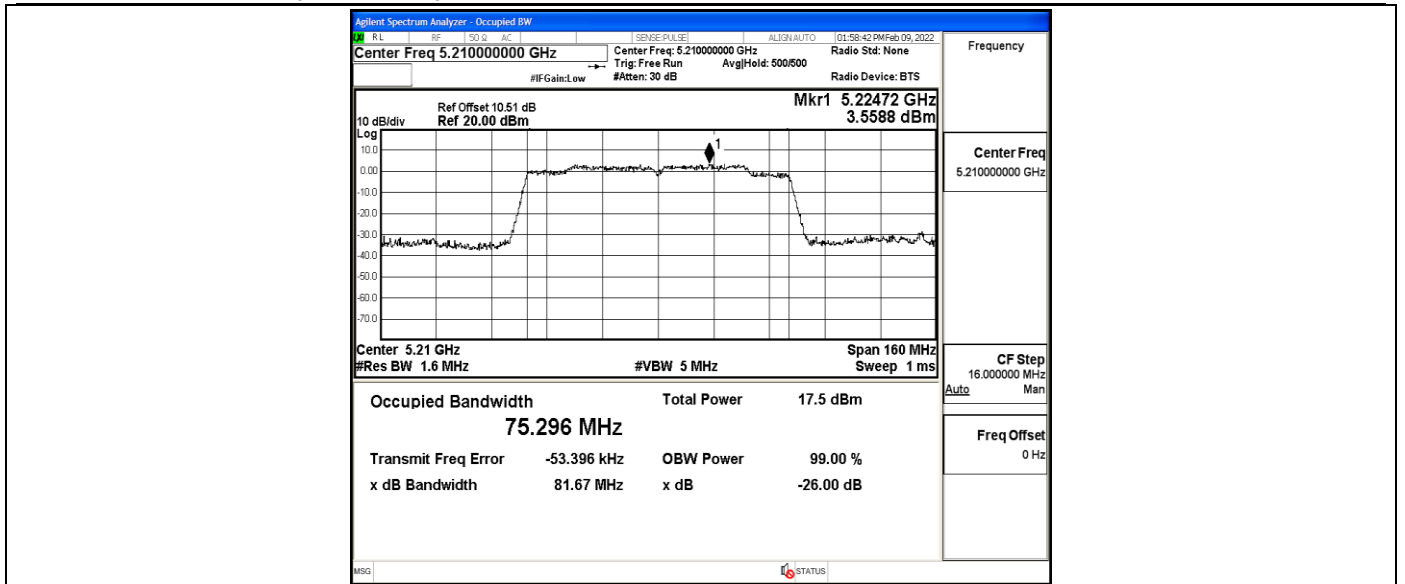 Agilent Spectrum Analyzer - Occupied BW
LXI RL RF 50 Ω AC SENSE:PULSE ALIGNAUTO 01:58:42 PMFeb 09, 2022
Center Freq 5.210000000 GHz Center Freq: 5.210000000 GHz Radio Std: None
Trig: Free Run Avg|Hold: 500/500
#IFGain:Low #Atten: 30 dB Radio Device: BTS
Ref Offset 10.51 dB Mkr1 5.22472 GHz
10 dB/div Ref 20.00 dBm 3.5588 dBm
Log
10.0
1
0.00
-10.0
-20.0
-30.0
-40.0
-50.0
-60.0
-70.0
Center 5.21 GHz Span 160 MHz
#Res BW 1.6 MHz #VBW 5 MHz Sweep 1 ms
Occupied Bandwidth Total Power 17.5 dBm
75.296 MHz
Transmit Freq Error -53.396 kHz OBW Power 99.00 %
x dB Bandwidth 81.67 MHz x dB -26.00 dB
MSG STATUS
Frequency
Center Freq
5.210000000 GHz
CF Step
16.000000 MHz
Auto Man
Freq Offset
0 Hz